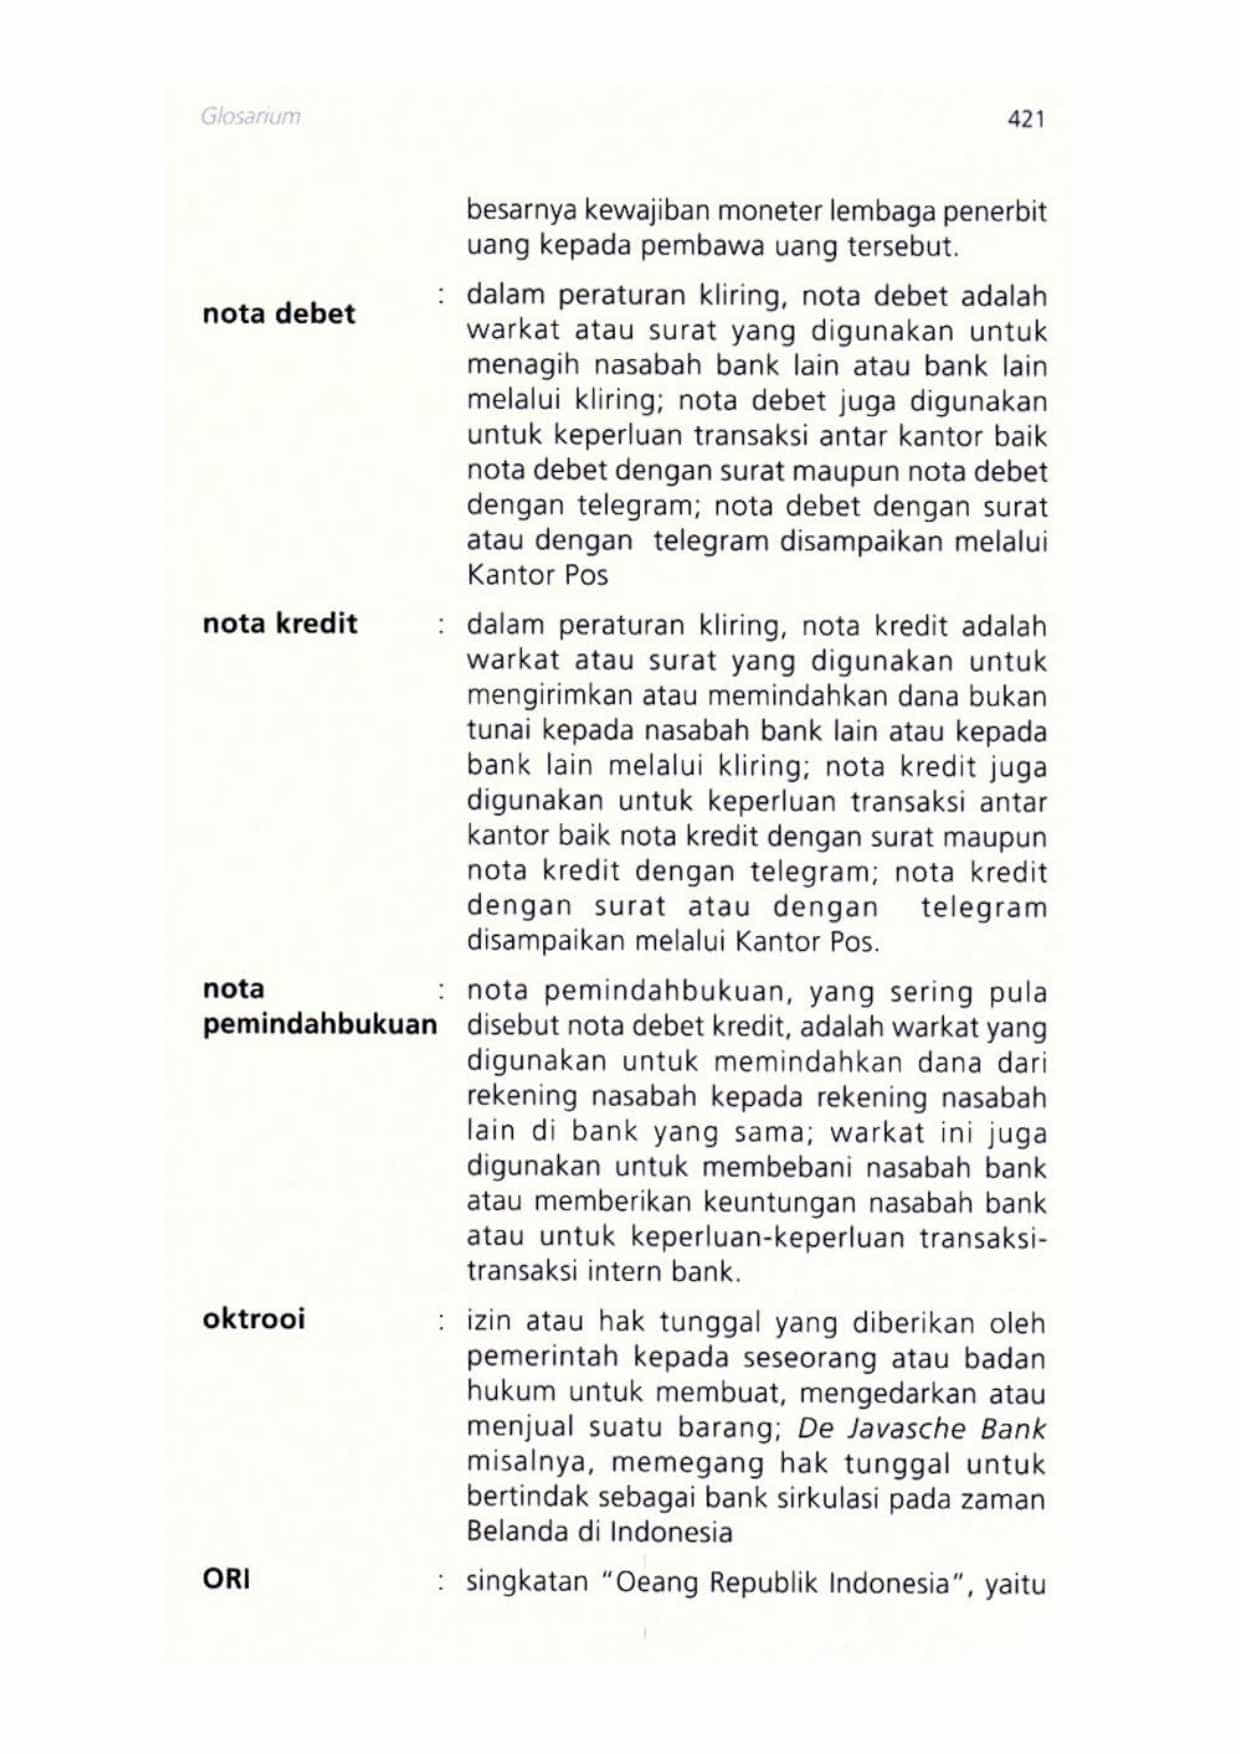 Glosarium 421
besarnya kewajiban moneter lembaga penerbit
uang kepada pembawa uang tersebut.
nota debet : dalam peraturan kliring, nota debet adalah
warkat atau surat yang digunakan untuk
menagih nasabah bank lain atau bank lain
melalui kliring; nota debet juga digunakan
untuk keperluan transaksi antar kantor baik
nota debet dengan surat maupun nota debet
dengan telegram; nota debet dengan surat
atau dengan telegram disampaikan melalui
Kantor Pos
nota kredit : dalam peraturan kliring, nota kredit adalah
warkat atau surat yang digunakan untuk
mengirimkan atau memindahkan dana bukan
tunai kepada nasabah bank lain atau kepada
bank lain melalui kliring; nota kredit juga
digunakan untuk keperluan transaksi antar
kantor baik nota kredit dengan surat maupun
nota kredit dengan telegram; nota kredit
dengan surat atau dengan telegram
disampaikan melalui Kantor Pos.
nota : nota pemindahbukuan, yang sering pula
pemindahbukuan disebut nota debet kredit, adalah warkat yang
digunakan untuk memindahkan dana dari
rekening nasabah kepada rekening nasabah
lain di bank yang sama; warkat ini juga
digunakan untuk membebani nasabah bank
atau memberikan keuntungan nasabah bank
atau untuk keperluan-keperluan transaksi-
transaksi intern bank.
oktrooi : izin atau hak tunggal yang diberikan oleh
pemerintah kepada seseorang atau badan
hukum untuk membuat, mengedarkan atau
menjual suatu barang; De Javasche Bank
misalnya, memegang hak tunggal untuk
bertindak sebagai bank sirkulasi pada zaman
Belanda di Indonesia
ORI : singkatan "Oeang Republik Indonesia", yaitu